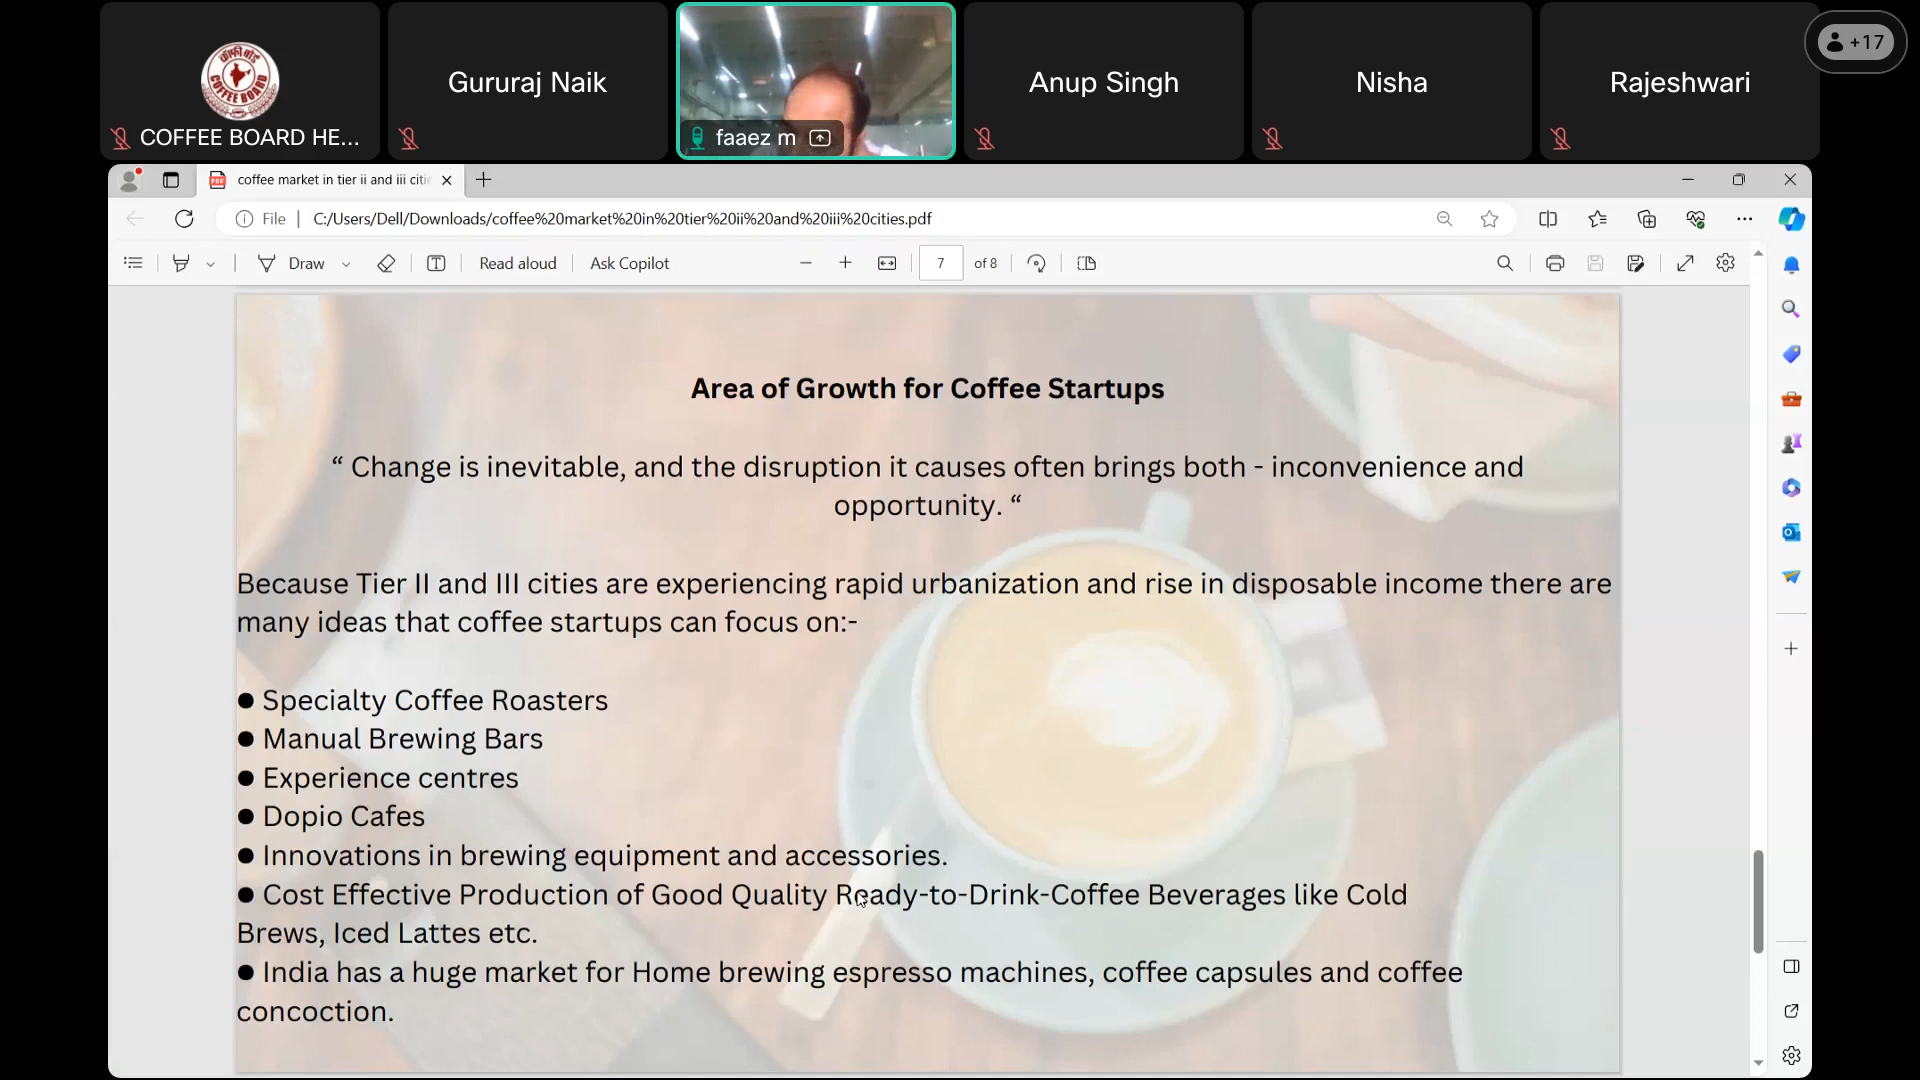 कॉफी बोर्ड
COFFEE BOARD
COFFEE BOARD HE...
Gururaj Naik
faaez m
Anup Singh
Nisha
Rajeshwari
+17
coffee market in tier ii and iii citi
File
C:/Users/Dell/Downloads/coffee%20market%20in%20tier%20ii%20and%20iii%20cities.pdf
Draw
Read aloud
Ask Copilot
7
of 8
Area of Growth for Coffee Startups
“ Change is inevitable, and the disruption it causes often brings both - inconvenience and
opportunity. “
Because Tier II and III cities are experiencing rapid urbanization and rise in disposable income there are
many ideas that coffee startups can focus on:-
● Specialty Coffee Roasters
● Manual Brewing Bars
● Experience centres
● Dopio Cafes
● Innovations in brewing equipment and accessories.
● Cost Effective Production of Good Quality Ready-to-Drink-Coffee Beverages like Cold
Brews, Iced Lattes etc.
● India has a huge market for Home brewing espresso machines, coffee capsules and coffee
concoction.